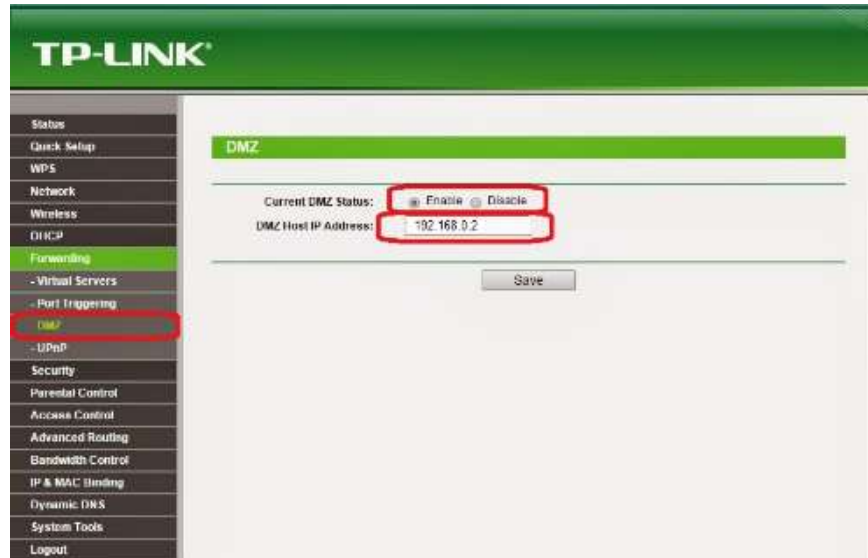 TP-LINK®
Status
Quick Setup
WPS
Network
Wireless
DHCP
Forwarding
- Virtual Servers
- Port Triggering
- DMZ
- UPnP
Security
Parental Control
Access Control
Advanced Routing
Bandwidth Control
IP & MAC Binding
Dynamic DNS
System Tools
Logout
DMZ
Current DMZ Status: Enable Disable
DMZ Host IP Address: 192.168.0.2
Save